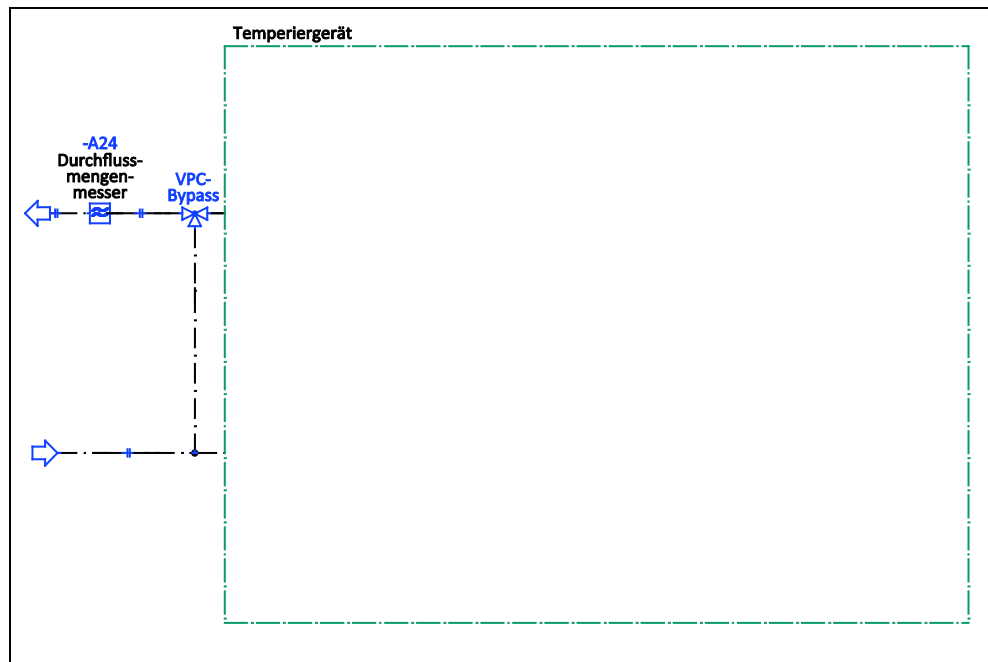 Temperiergerät
-A24
Durchfluss-
mengen-
messer
VPC-
Bypass